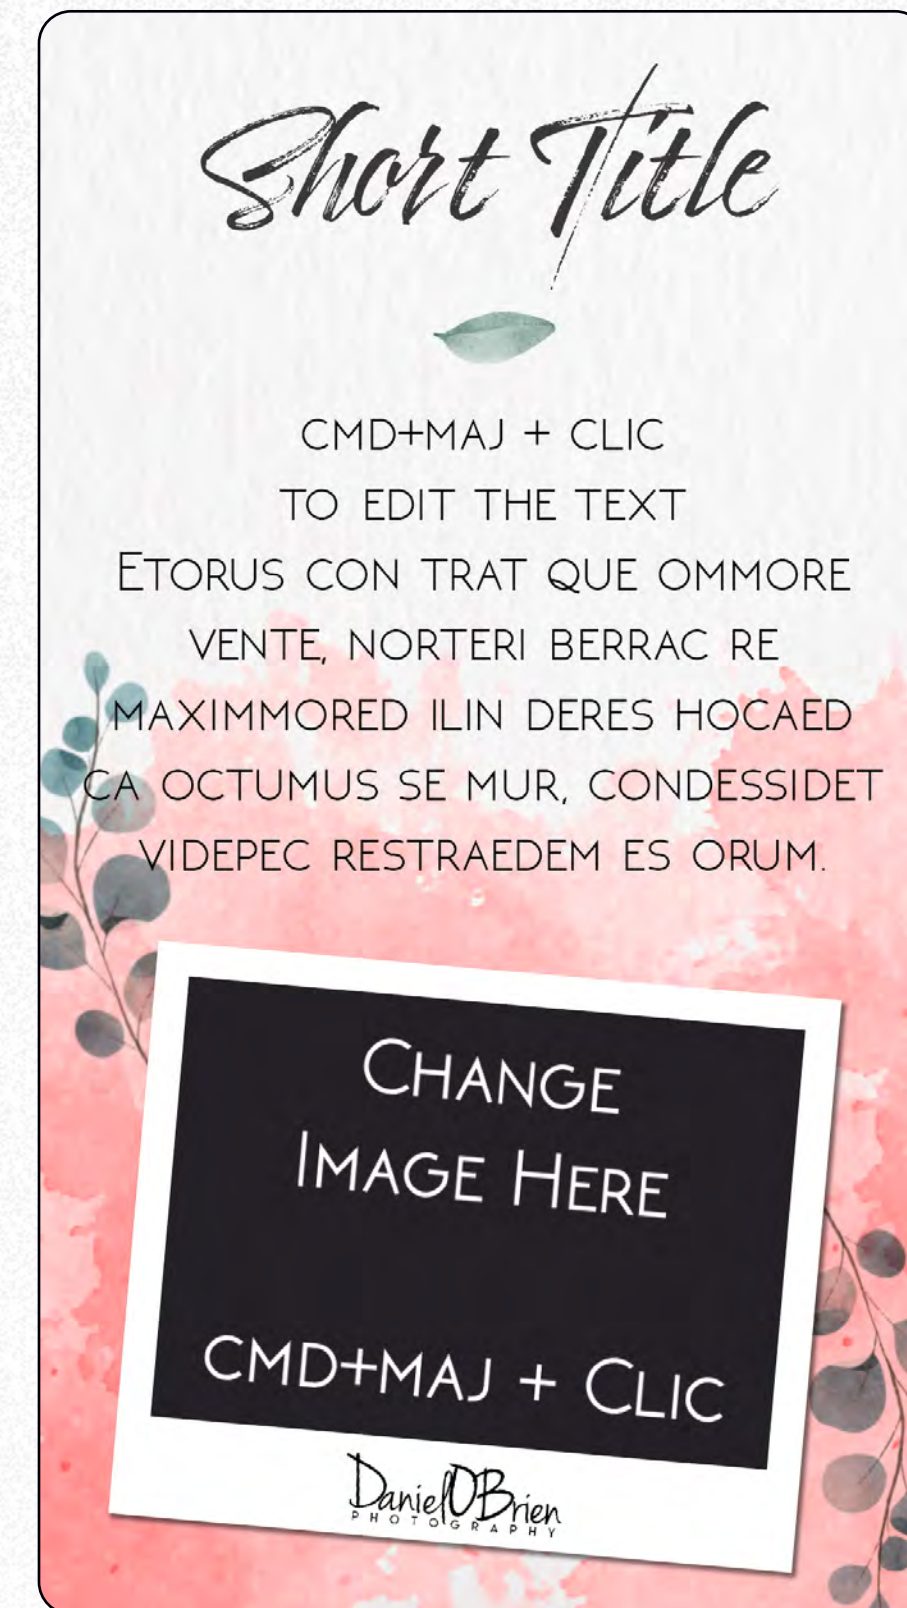 Short Title
CMD+MAJ + CLIC
TO EDIT THE TEXT
ETORUS CON TRAT QUE OMMORE
VENTE, NORTERI BERRAC RE
MAXIMMORED ILIN DERES HOCAED
CA OCTUMUS SE MUR, CONDESSIDET
VIDEPEC RESTRAEDEM ES ORUM.
CHANGE
IMAGE HERE
CMD+MAJ + CLIC
DanielOBrien
PHOTOGRAPHY